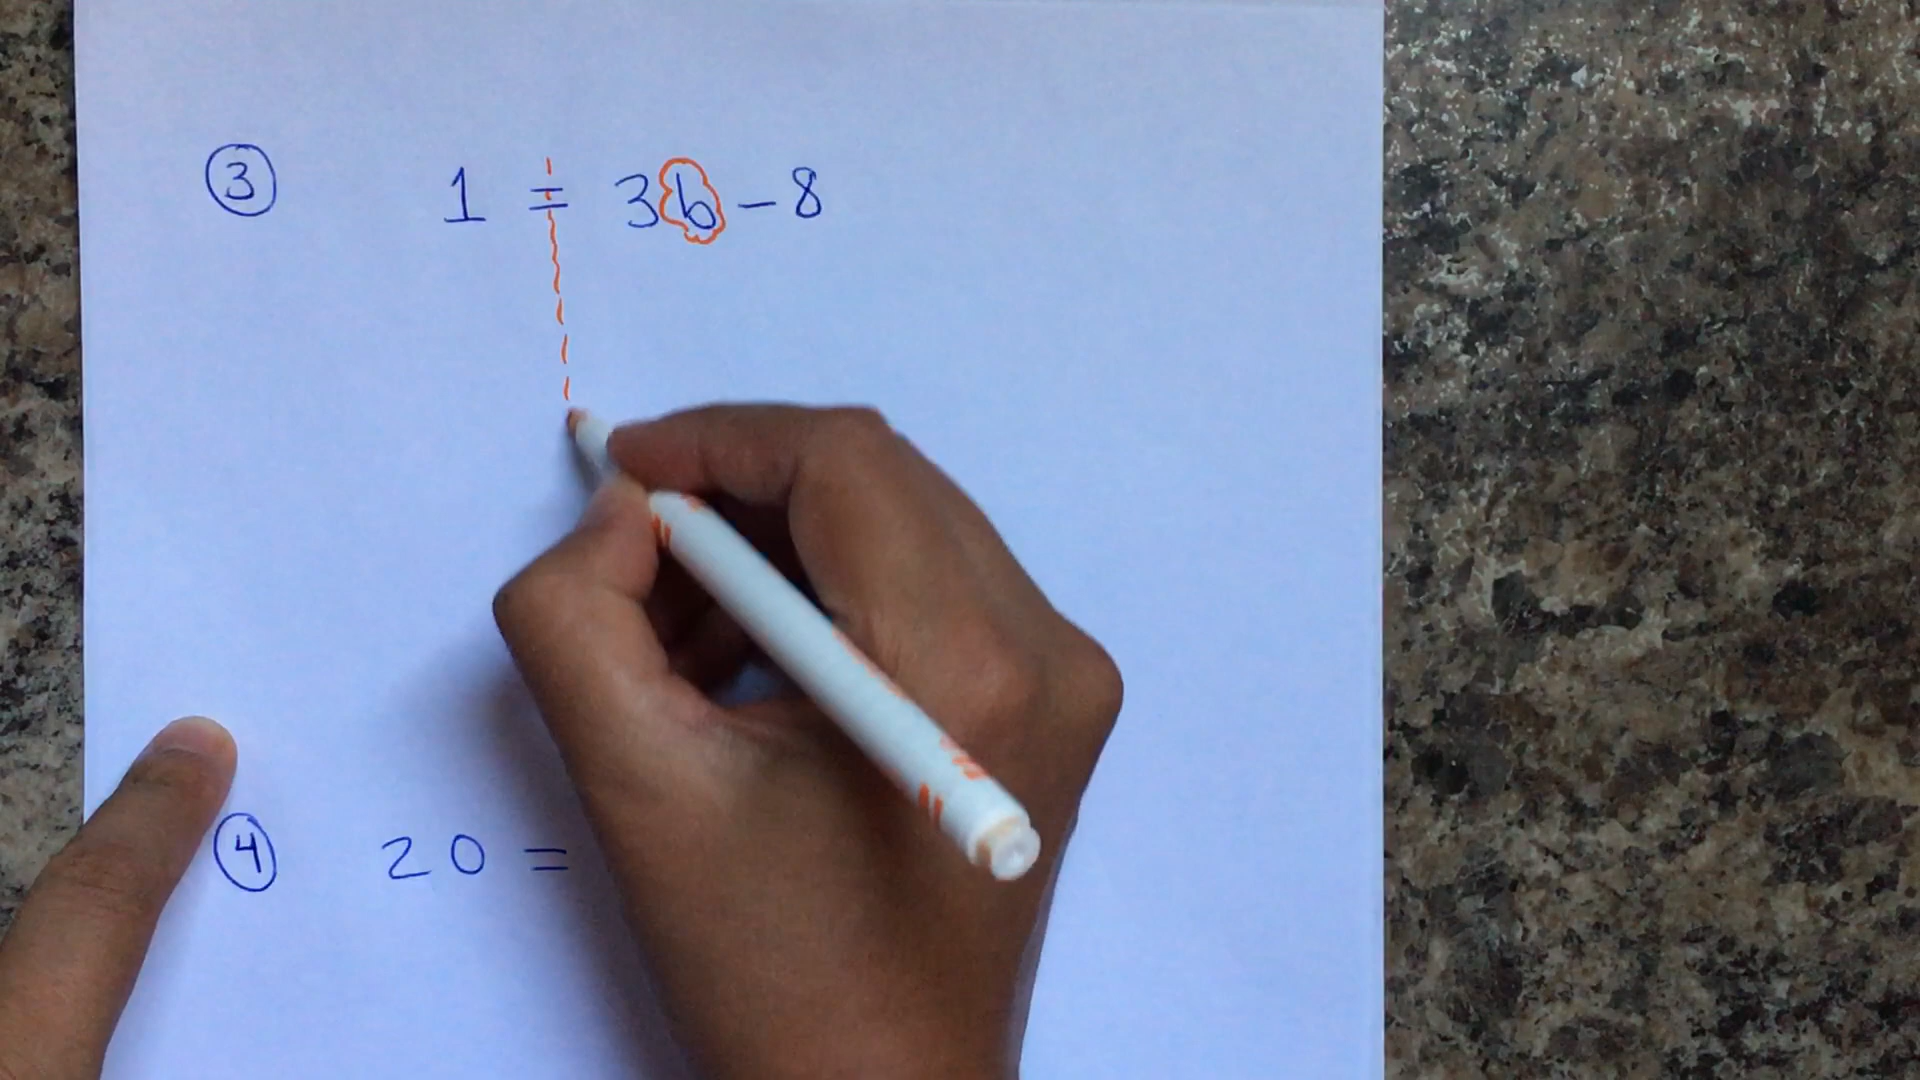 3 1 = 3b - 8
4 20 =